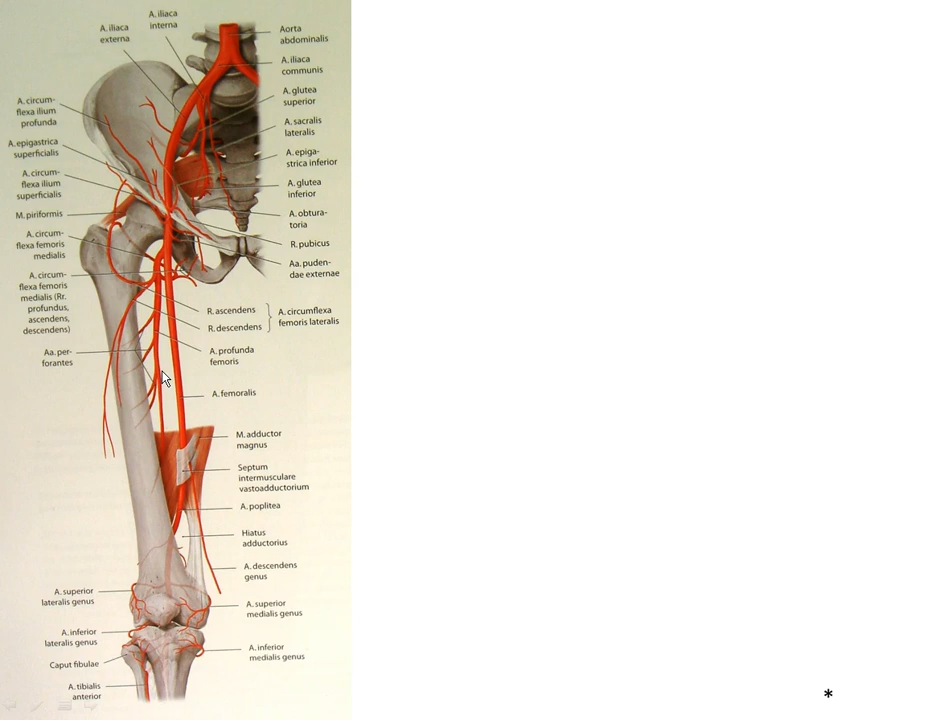 A. iliaca
interna
A. iliaca
externa
Aorta
abdominalis
A. iliaca
communis
A. glutea
superior
A. circum-
flexa ilium
profunda
A. sacralis
lateralis
A. epigastrica
superficialis
A. epiga-
strica inferior
A. circum-
flexa ilium
superficialis
A. glutea
inferior
M. piriformis
A. obtura-
toria
A. circum-
flexa femoris
medialis
R. pubicus
Aa. puden-
dae externae
A. circum-
flexa femoris
medialis (Rr.
profundus,
ascendens,
descendens)
R. ascendens
R. descendens
A. circumflexa
femoris lateralis
Aa. per-
forantes
A. profunda
femoris
A. femoralis
M. adductor
magnus
Septum
intermusculare
vastoadductorium
A. poplitea
Hiatus
adductorius
A. descendens
genus
A. superior
lateralis genus
A. superior
medialis genus
A. inferior
lateralis genus
A. inferior
medialis genus
Caput fibulae
A. tibialis
anterior
*